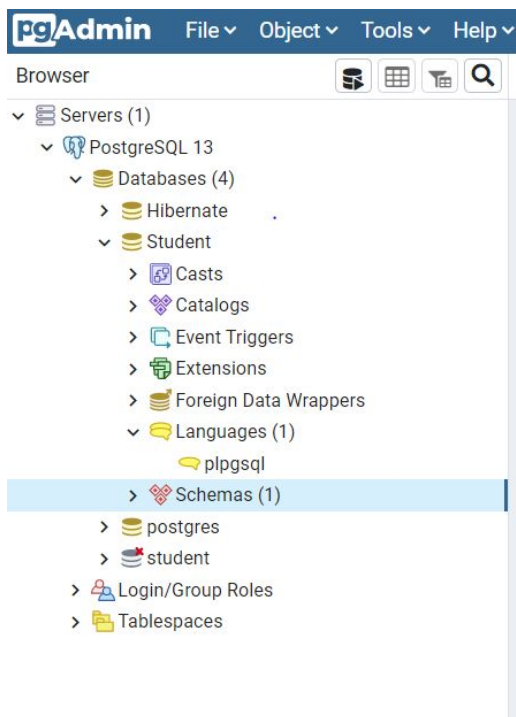 pgAdmin File Object Tools Help
Browser
Servers (1)
PostgreSQL 13
Databases (4)
Hibernate
Student
Casts
Catalogs
Event Triggers
Extensions
Foreign Data Wrappers
Languages (1)
plpgsql
Schemas (1)
postgres
student
Login/Group Roles
Tablespaces